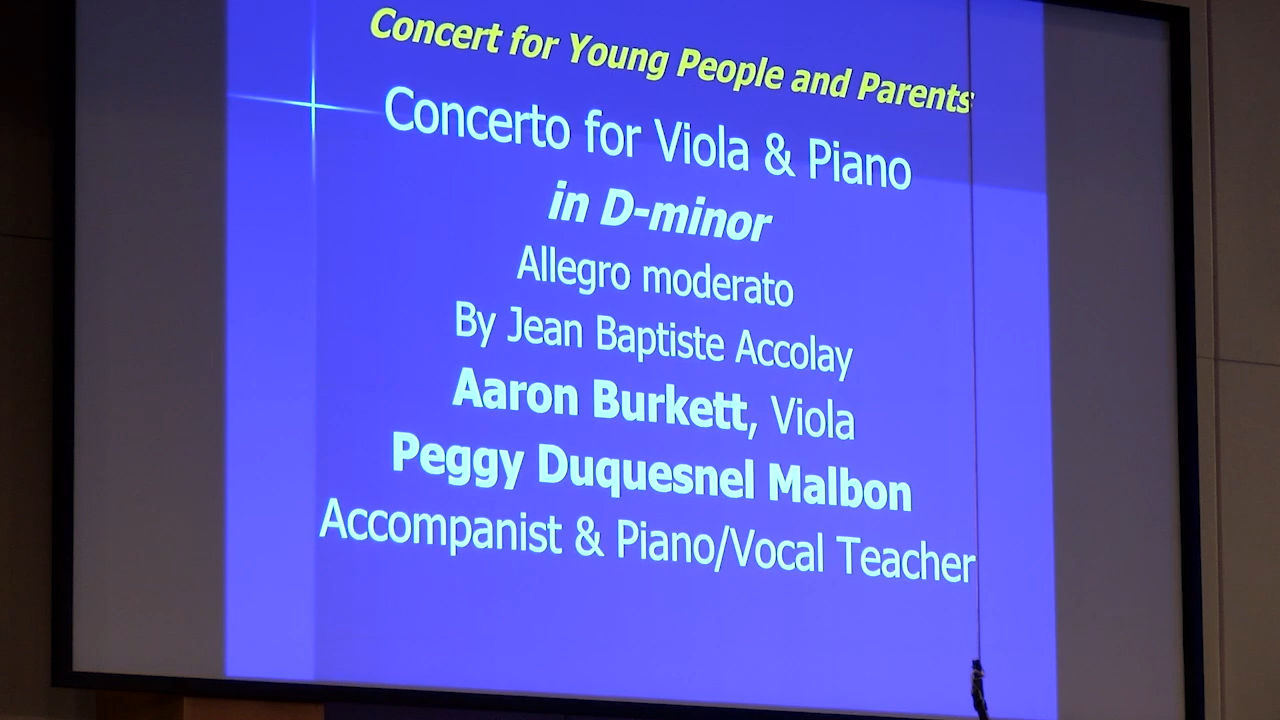 Concert for Young People and Parents
Concerto for Viola & Piano
in D-minor
Allegro moderato
By Jean Baptiste Accolay
Aaron Burkett, Viola
Peggy Duquesnel Malbon
Accompanist & Piano/Vocal Teacher